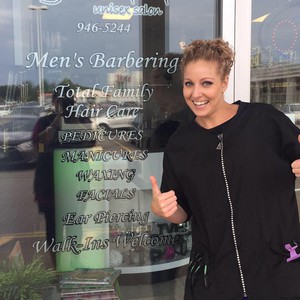 unisex salon
946-5244
Men's Barbering
Total Family
Hair Care
PEDICURES
MANICURES
WAXING
FACIALS
Ear Piercing
Walk-Ins Welcome